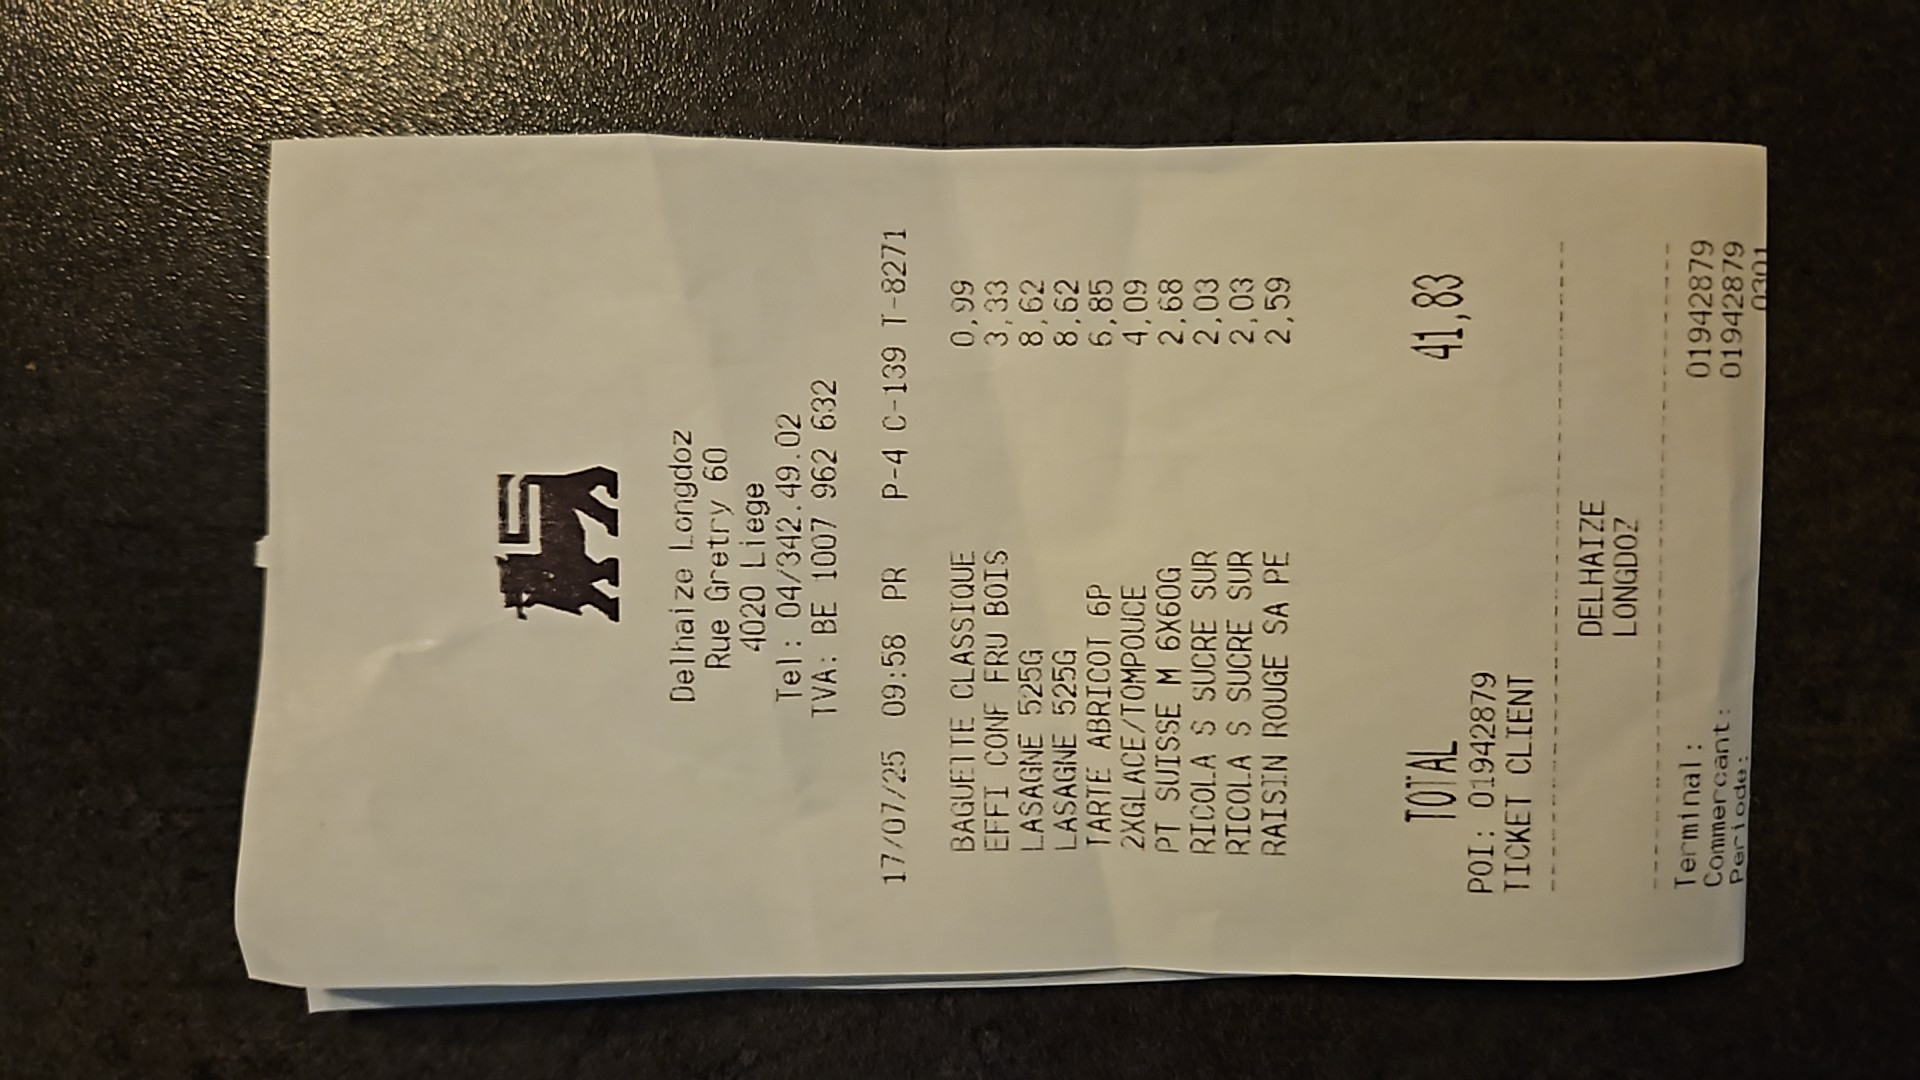 Delhaize Longdoz
Rue Gretry 60
4020 Liege
Tel: 04/342.49.02
TVA: BE 1007 962 632
17/07/25 09:58 PR P-4 C-139 T-8271
BAGUETTE CLASSIQUE 0,99
EFFI CONF FRU BOIS 3,33
LASAGNE 525G 8,62
LASAGNE 525G 8,62
TARTE ABRICOT 6P 6,85
2XGLACE/TOMPOUCE 4,09
PT SUISSE M 6X60G 2,68
RICOLA S SUCRE SUR 2,03
RICOLA S SUCRE SUR 2,03
RAISIN ROUGE SA PE 2,59
TOTAL 41,83
POI: 01942879
TICKET CLIENT
DELHAIZE
LONGDOZ
Terminal: 01942879
Commercant: 01942879
Periode: 0301